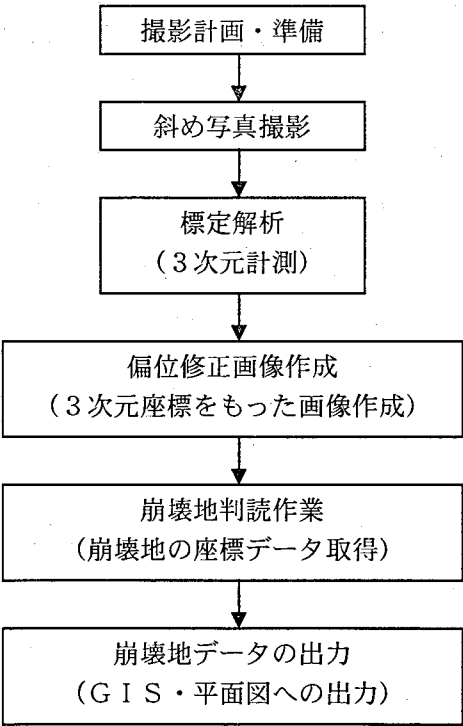 撮影計画・準備
斜め写真撮影
標定解析
(３次元計測)
偏位修正画像作成
(３次元座標をもった画像作成)
崩壊地判読作業
(崩壊地の座標データ取得)
崩壊地データの出力
(ＧＩＳ・平面図への出力)